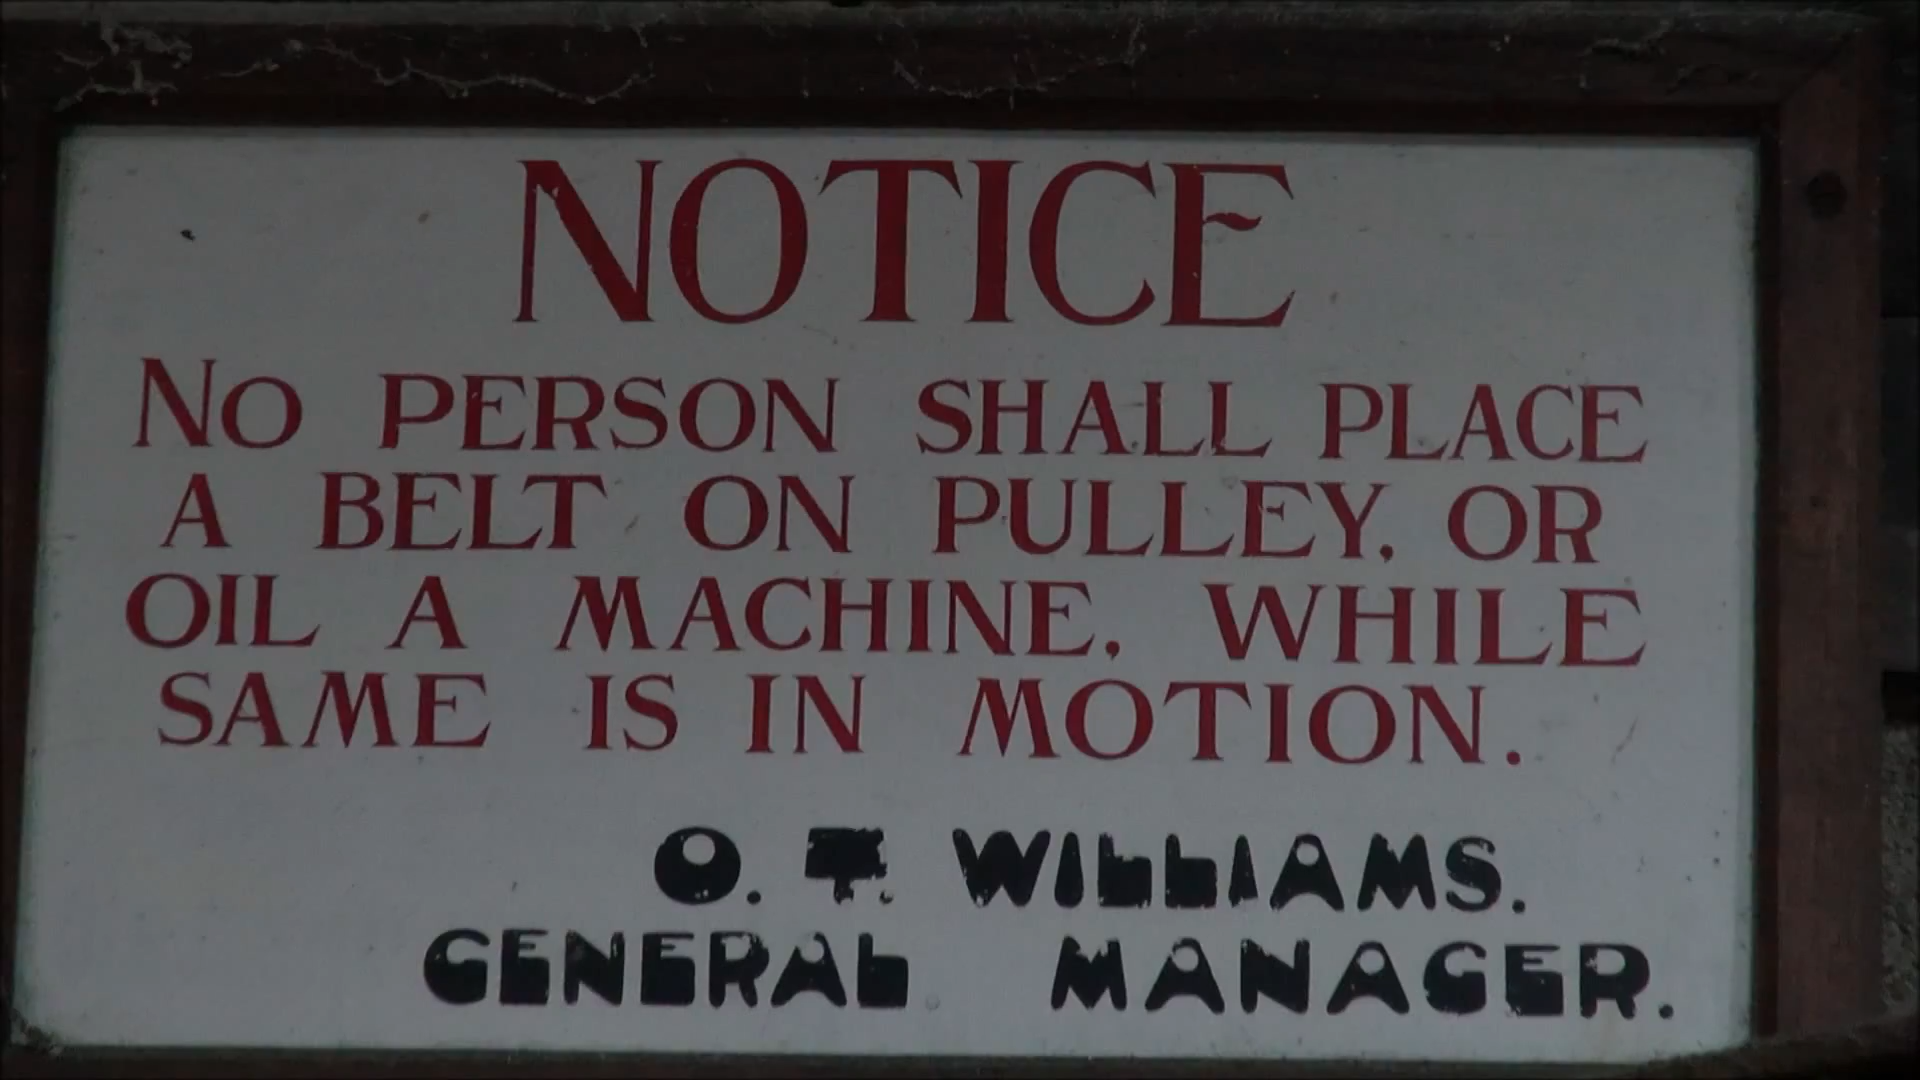 NOTICE
NO PERSON SHALL PLACE
A BELT ON PULLEY, OR
OIL A MACHINE, WHILE
SAME IS IN MOTION.
O. T. WILLIAMS.
GENERAL MANAGER.